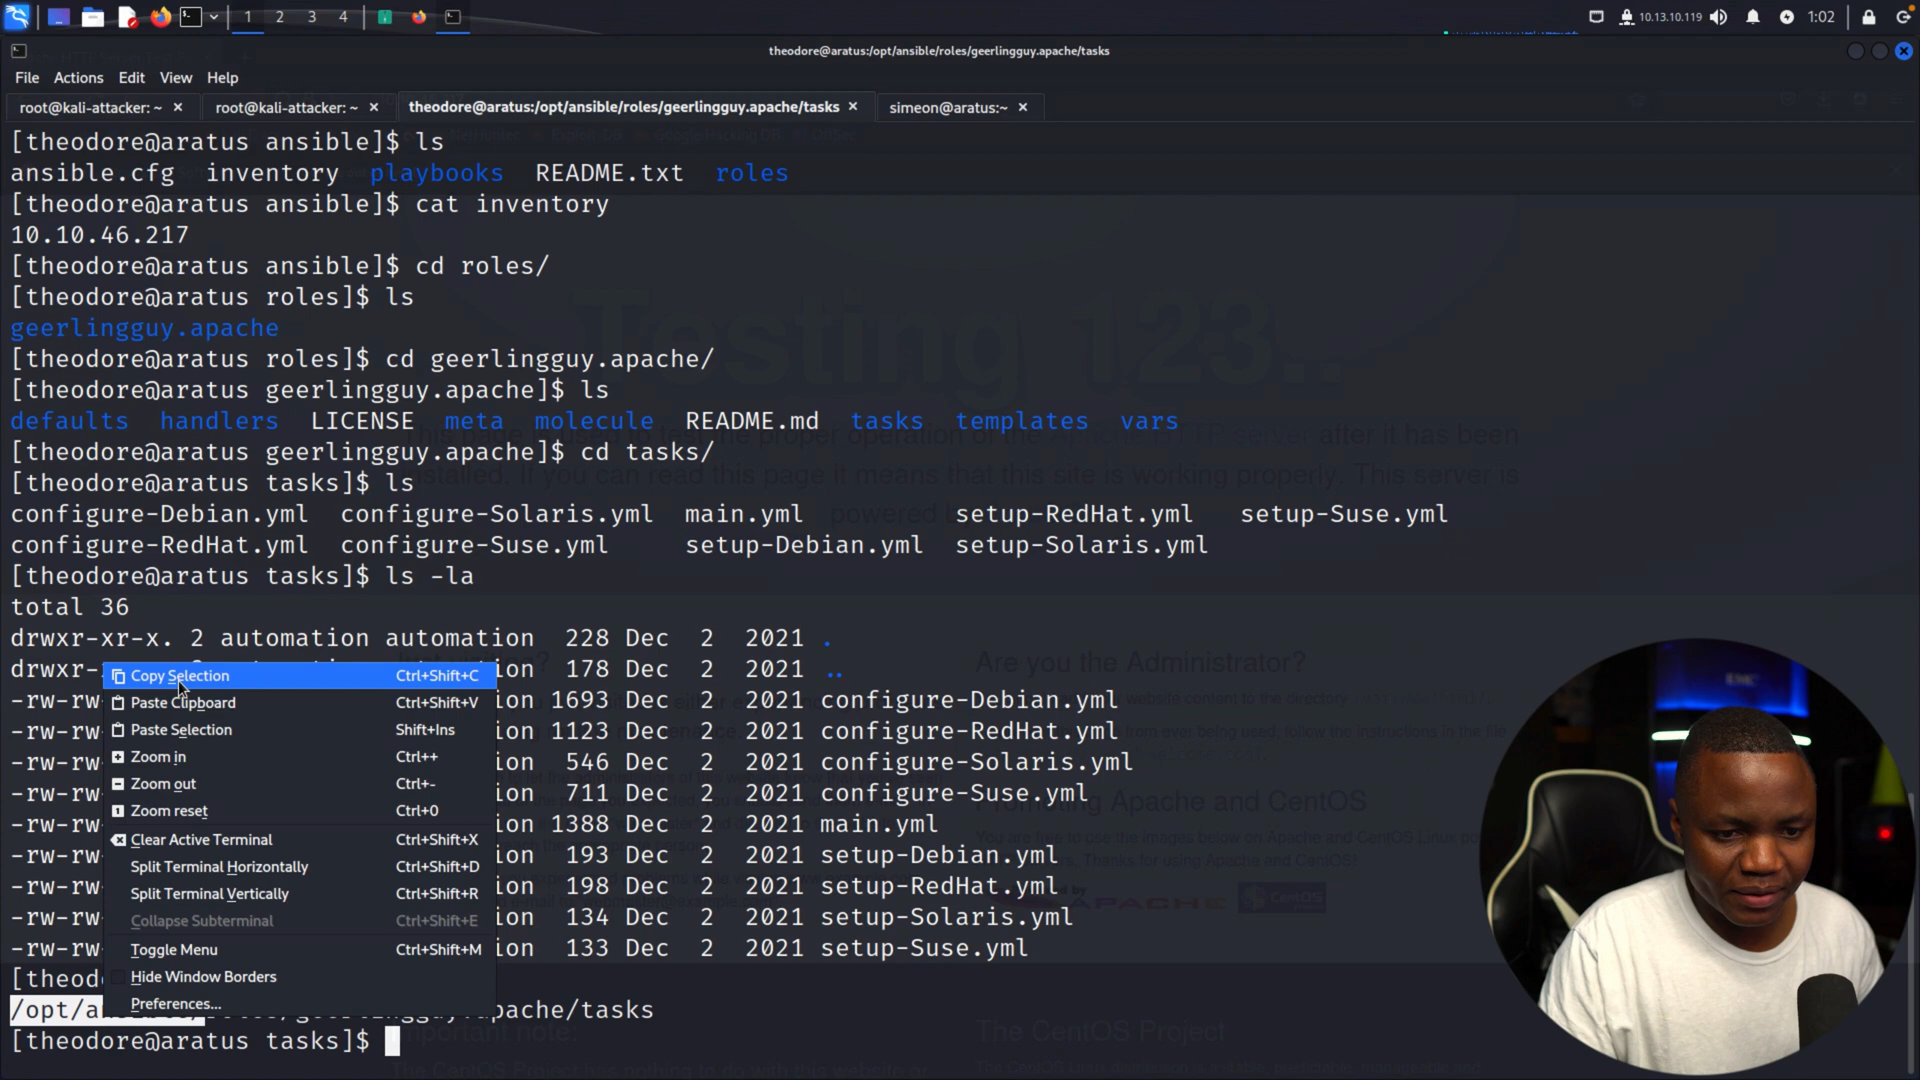 1 2 3 4
10.13.10.119 1:02
theodore@aratus:/opt/ansible/roles/geerlingguy.apache/tasks
File Actions Edit View Help
root@kali-attacker: ~ root@kali-attacker: ~ theodore@aratus:/opt/ansible/roles/geerlingguy.apache/tasks simeon@aratus:~
[theodore@aratus ansible]$ ls
ansible.cfg inventory playbooks README.txt roles
[theodore@aratus ansible]$ cat inventory
10.10.46.217
[theodore@aratus ansible]$ cd roles/
[theodore@aratus roles]$ ls
geerlingguy.apache
[theodore@aratus roles]$ cd geerlingguy.apache/
[theodore@aratus geerlingguy.apache]$ ls
defaults handlers LICENSE meta molecule README.md tasks templates vars
[theodore@aratus geerlingguy.apache]$ cd tasks/
[theodore@aratus tasks]$ ls
configure-Debian.yml configure-Solaris.yml main.yml setup-RedHat.yml setup-Suse.yml
configure-RedHat.yml configure-Suse.yml setup-Debian.yml setup-Solaris.yml
[theodore@aratus tasks]$ ls -la
total 36
drwxr-xr-x. 2 automation automation 228 Dec 2 2021 .
drwxr- ion 178 Dec 2 2021 ..
-rw-rw ion 1693 Dec 2 2021 configure-Debian.yml
-rw-rw ion 1123 Dec 2 2021 configure-RedHat.yml
-rw-rw ion 546 Dec 2 2021 configure-Solaris.yml
-rw-rw ion 711 Dec 2 2021 configure-Suse.yml
-rw-rw ion 1388 Dec 2 2021 main.yml
-rw-rw ion 193 Dec 2 2021 setup-Debian.yml
-rw-rw ion 198 Dec 2 2021 setup-RedHat.yml
-rw-rw ion 134 Dec 2 2021 setup-Solaris.yml
-rw-rw ion 133 Dec 2 2021 setup-Suse.yml
[theod
/opt/a pache/tasks
[theodore@aratus tasks]$
Copy Selection Ctrl+Shift+C
Paste Clipboard Ctrl+Shift+V
Paste Selection Shift+Ins
Zoom in Ctrl++
Zoom out Ctrl+-
Zoom reset Ctrl+0
Clear Active Terminal Ctrl+Shift+X
Split Terminal Horizontally Ctrl+Shift+D
Split Terminal Vertically Ctrl+Shift+R
Collapse Subterminal Ctrl+Shift+E
Toggle Menu Ctrl+Shift+M
Hide Window Borders
Preferences...
Testing 123..
Are you the Administrator?
Promoting Apache and CentOS
Important note:
The CentOS Project